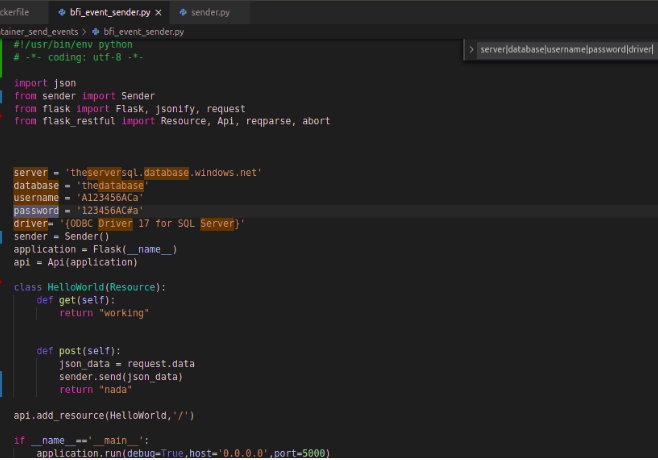 ckerfile bfi_event_sender.py × sender.py
tainer_send_events > bfi_event_sender.py
server|database|username|password|driver
#!/usr/bin/env python
# -*- coding: utf-8 -*-
import json
from sender import Sender
from flask import Flask, jsonify, request
from flask_restful import Resource, Api, reqparse, abort
server = 'theserversql.database.windows.net'
database = 'thedatabase'
username = 'A123456ACa'
password = '123456AC#a'
driver= '{ODBC Driver 17 for SQL Server}'
sender = Sender()
application = Flask(__name__)
api = Api(application)
class HelloWorld(Resource):
def get(self):
return "working"
def post(self):
json_data = request.data
sender.send(json_data)
return "nada"
api.add_resource(HelloWorld,'/')
if __name__=='__main__':
application.run(debug=True,host='0.0.0.0',port=5000)